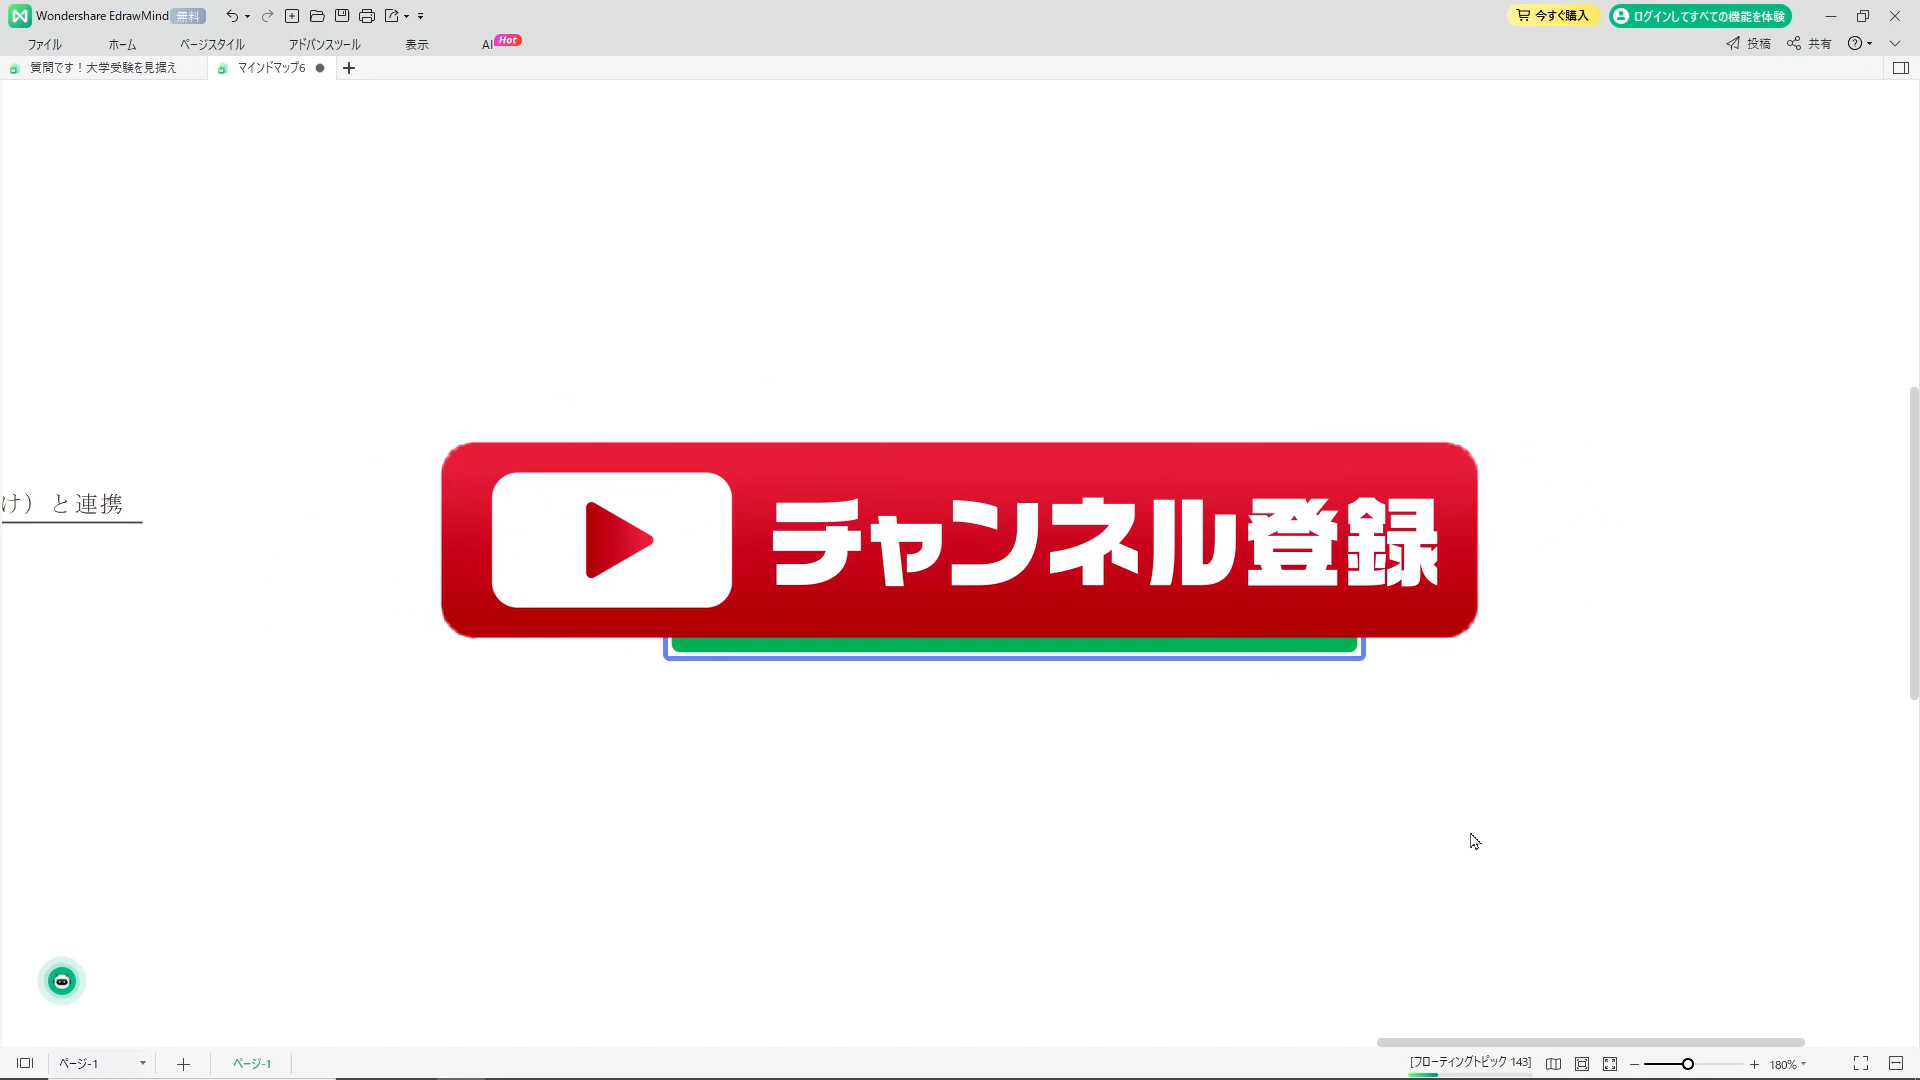 Wondershare EdrawMind 無料
今すぐ購入
ログインしてすべての機能を体験
ファイル ホーム ページスタイル アドバンスツール 表示 AI Hot
投稿 共有
質問です！大学受験を見据え マインドマップ6
け）と連携
チャンネル登録
ページ-1 ページ-1
[フローティングトピック 143] 180%